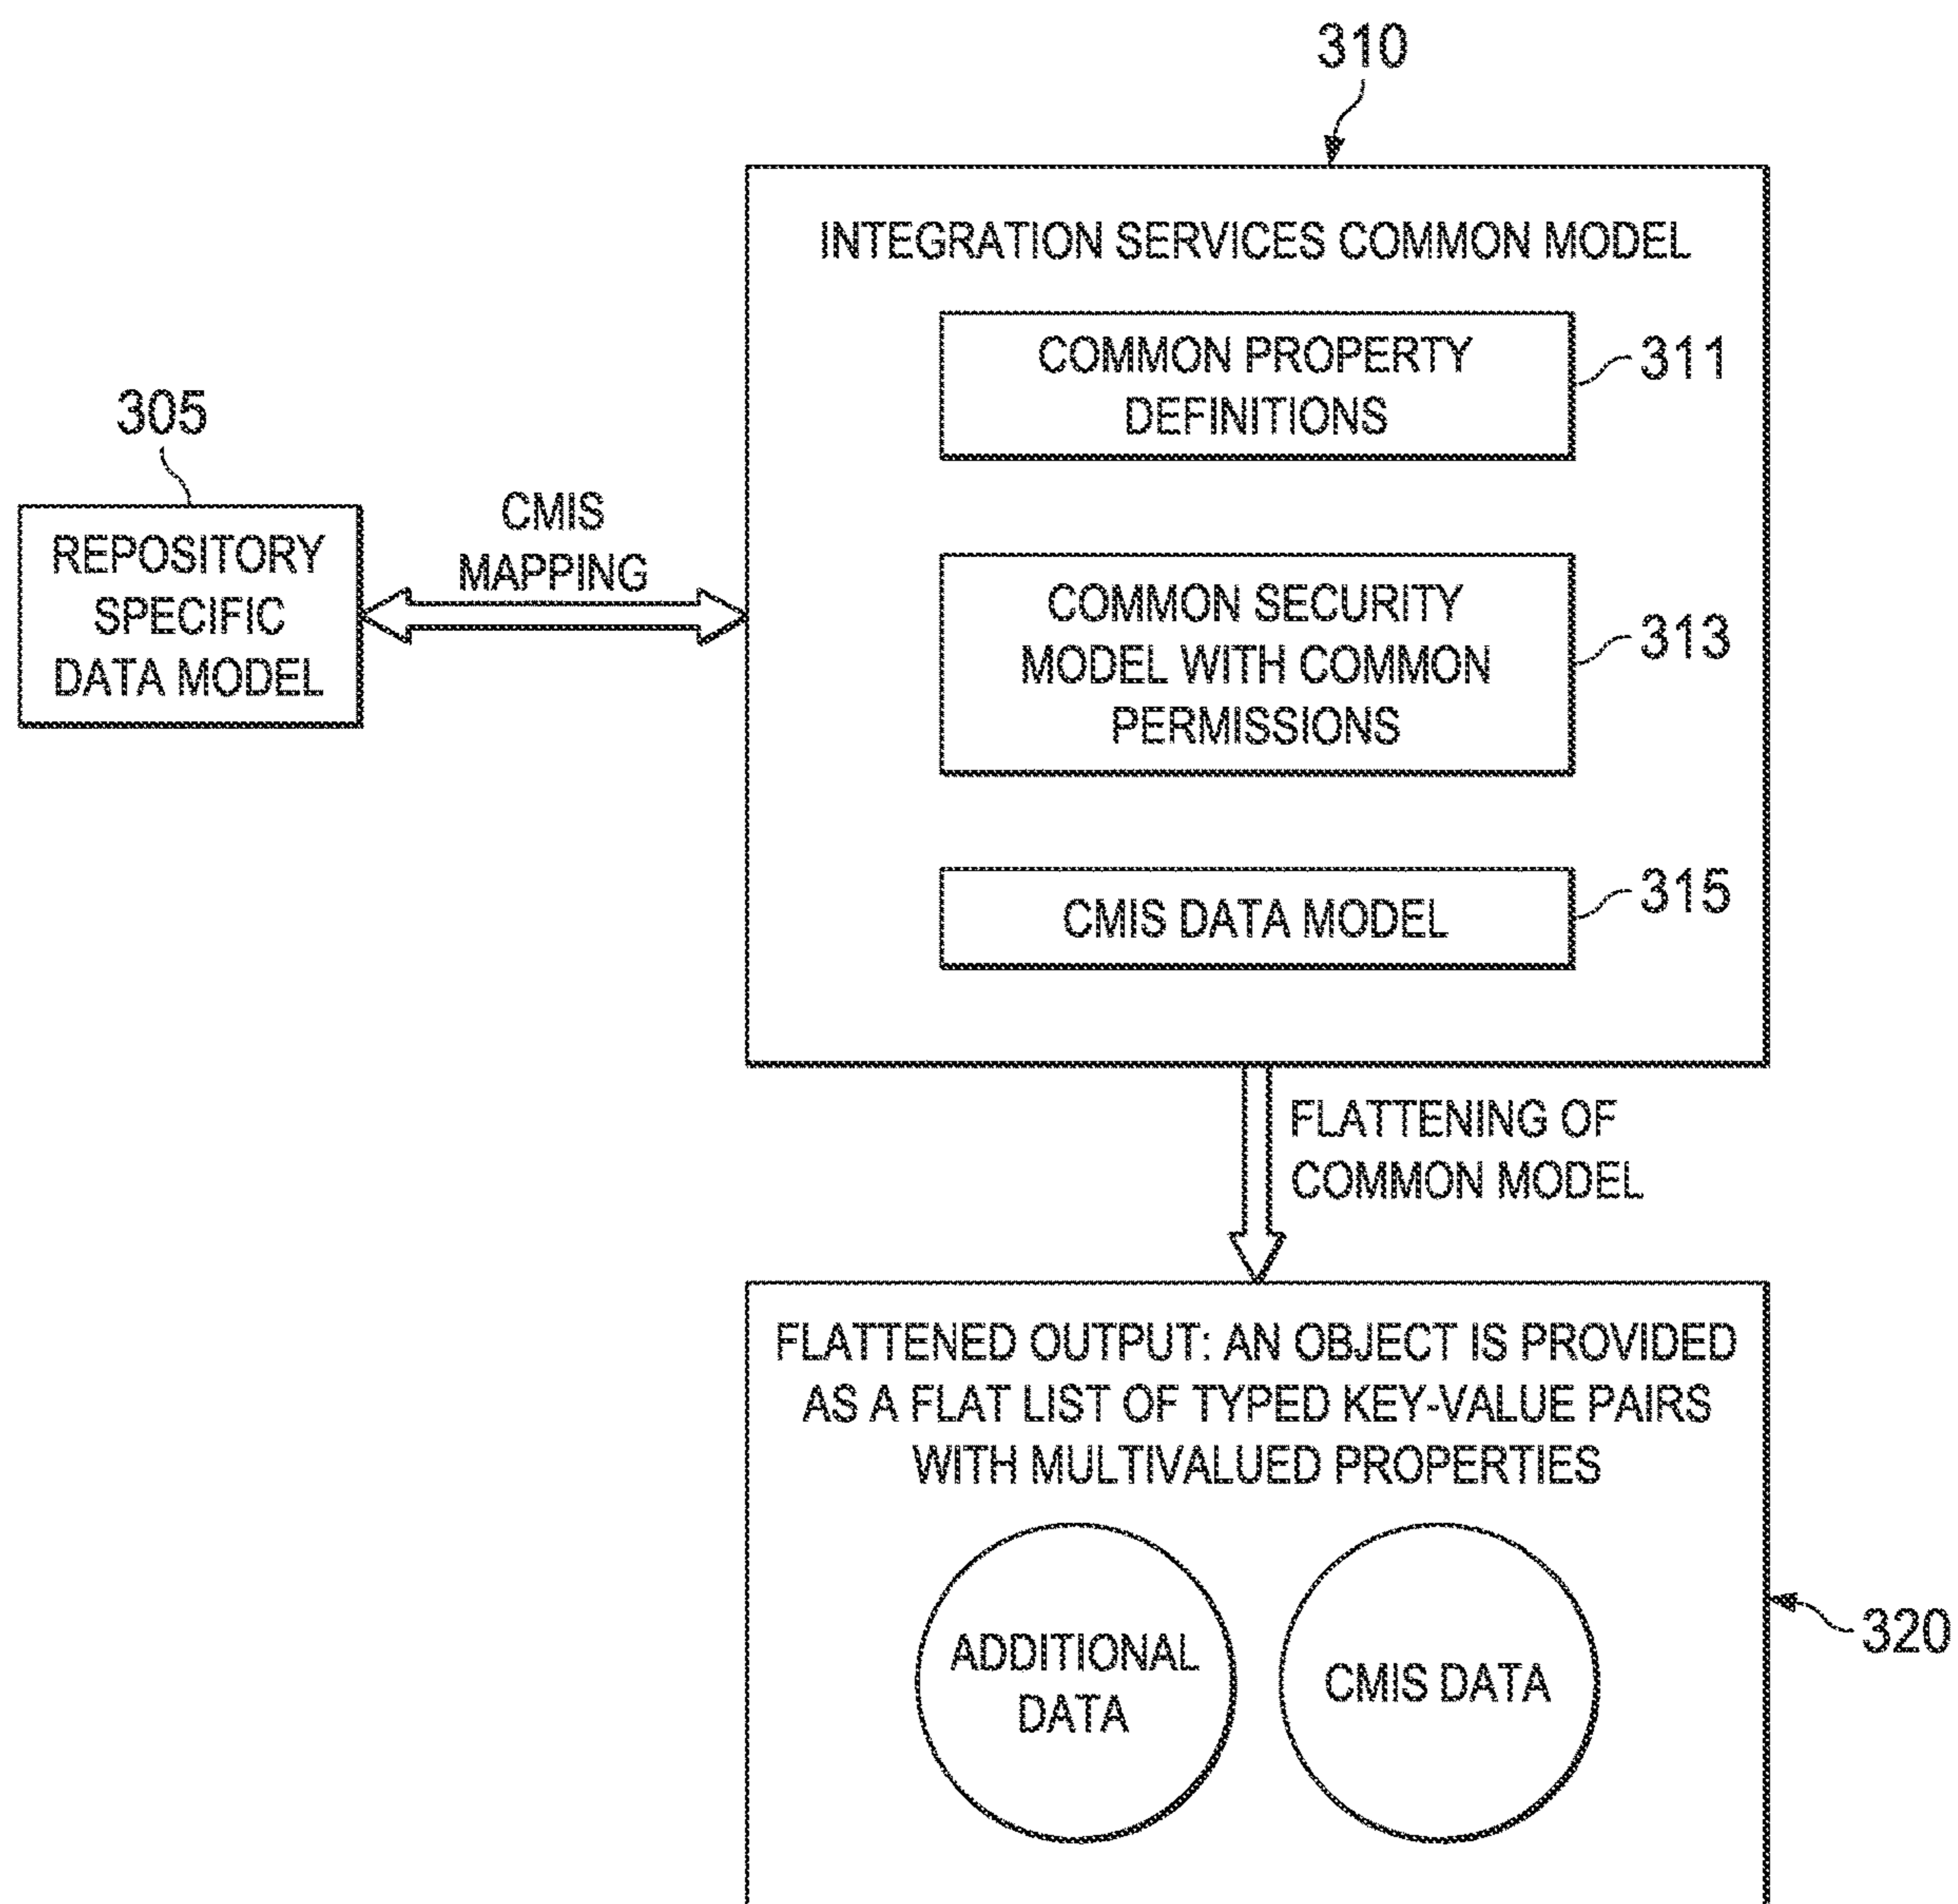 310
INTEGRATION SERVICES COMMON MODEL
COMMON PROPERTY
DEFINITIONS
311
305
REPOSITORY
SPECIFIC
DATA MODEL
CMIS
MAPPING
COMMON SECURITY
MODEL WITH COMMON
PERMISSIONS
313
CMIS DATA MODEL
315
FLATTENING OF
COMMON MODEL
FLATTENED OUTPUT: AN OBJECT IS PROVIDED
AS A FLAT LIST OF TYPED KEY-VALUE PAIRS
WITH MULTIVALUED PROPERTIES
ADDITIONAL
DATA
CMIS DATA
320